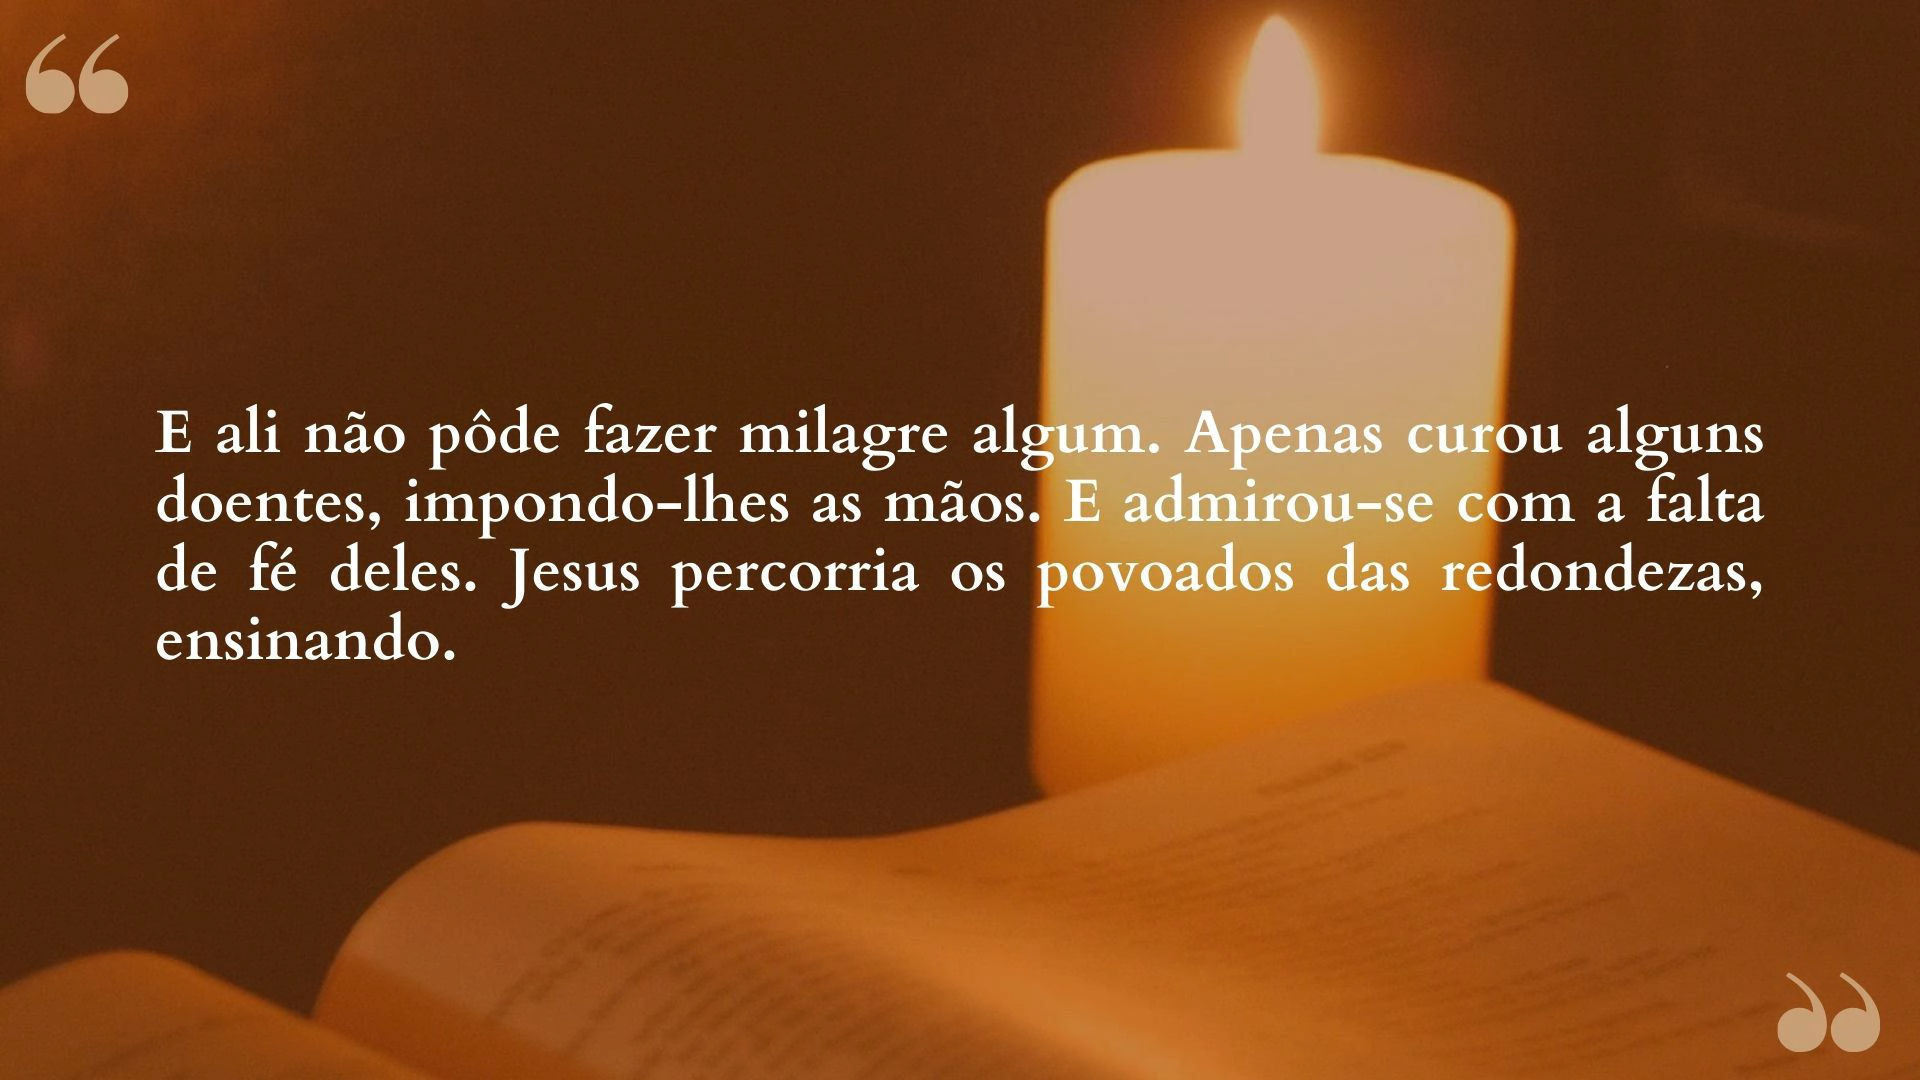 E ali não pôde fazer milagre algum. Apenas curou alguns
doentes, impondo-lhes as mãos. E admirou-se com a falta
de fé deles. Jesus percorria os povoados das redondezas,
ensinando.